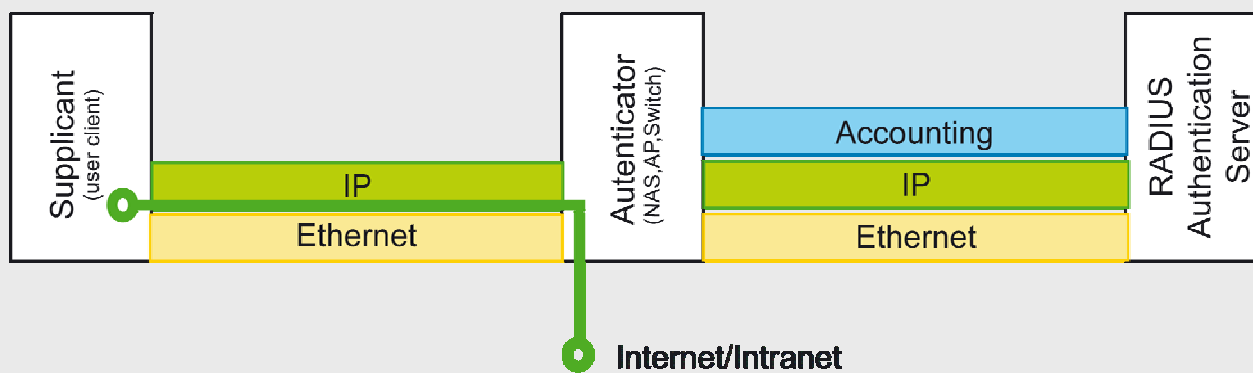 Supplicant
(user client)
IP
Ethernet
Autenticator
(NAS,AP,Switch)
Accounting
IP
Ethernet
RADIUS
Authentication
Server
Internet/Intranet